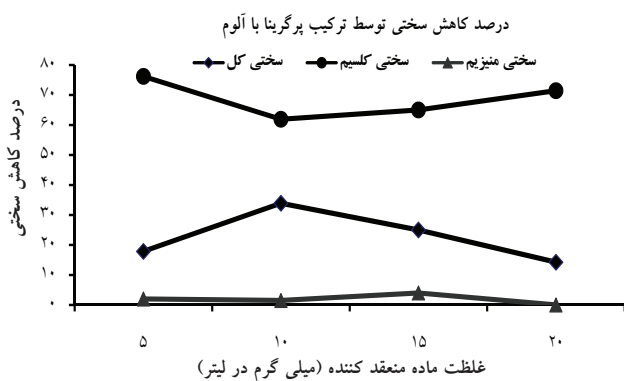 درصد کاهش سختی توسط ترکیب پرگرینا با آلوم
سختی کل سختی کلسیم سختی منیزیم
درصد کاهش سختی
۸۰
۷۰
۶۰
۵۰
۴۰
۳۰
۲۰
۱۰
۰
۵ ۱۰ ۱۵ ۲۰
غلظت ماده منعقد کننده (میلی گرم در لیتر)